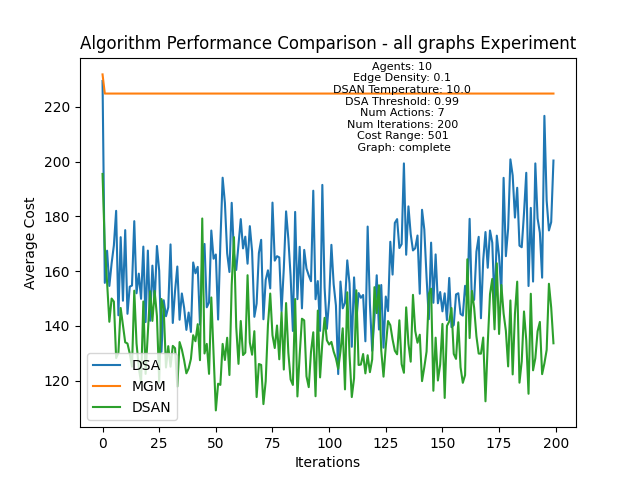 Algorithm Performance Comparison - all graphs Experiment
Agents: 10
Edge Density: 0.1
DSAN Temperature: 10.0
DSA Threshold: 0.99
Num Actions: 7
Num Iterations: 200
Cost Range: 501
Graph: complete
Average Cost
220
200
180
160
140
120
DSA
MGM
DSAN
0 25 50 75 100 125 150 175 200
Iterations